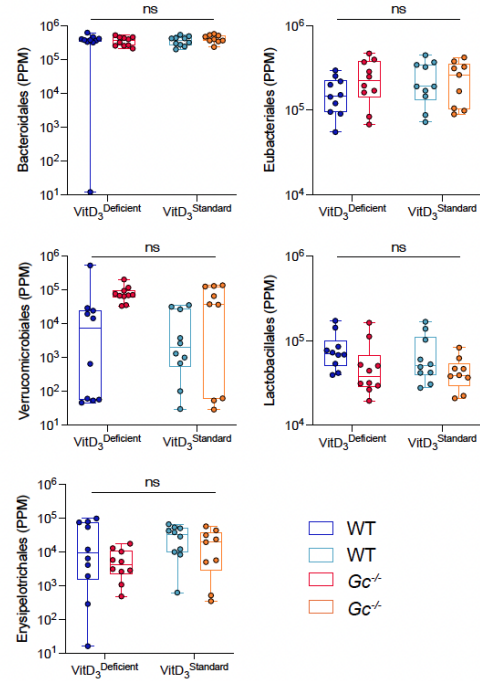 ns
Bacteroidales (PPM)
10⁶
10⁵
10⁴
10³
10²
10¹
VitD₃ᴰᵉᶠⁱᶜⁱᵉⁿᵗ
VitD₃ˢᵗᵃⁿᵈᵃʳᵈ
ns
Eubacteriales (PPM)
10⁶
10⁵
10⁴
VitD₃ᴰᵉᶠⁱᶜⁱᵉⁿᵗ
VitD₃ˢᵗᵃⁿᵈᵃʳᵈ
ns
Verrucomicrobiales (PPM)
10⁶
10⁵
10⁴
10³
10²
10¹
VitD₃ᴰᵉᶠⁱᶜⁱᵉⁿᵗ
VitD₃ˢᵗᵃⁿᵈᵃʳᵈ
ns
Lactobacillales (PPM)
10⁶
10⁵
10⁴
VitD₃ᴰᵉᶠⁱᶜⁱᵉⁿᵗ
VitD₃ˢᵗᵃⁿᵈᵃʳᵈ
ns
Erysipelotrichales (PPM)
10⁶
10⁵
10⁴
10³
10²
10¹
VitD₃ᴰᵉᶠⁱᶜⁱᵉⁿᵗ
VitD₃ˢᵗᵃⁿᵈᵃʳᵈ
WT
WT
Gc⁻ᐟ⁻
Gc⁻ᐟ⁻